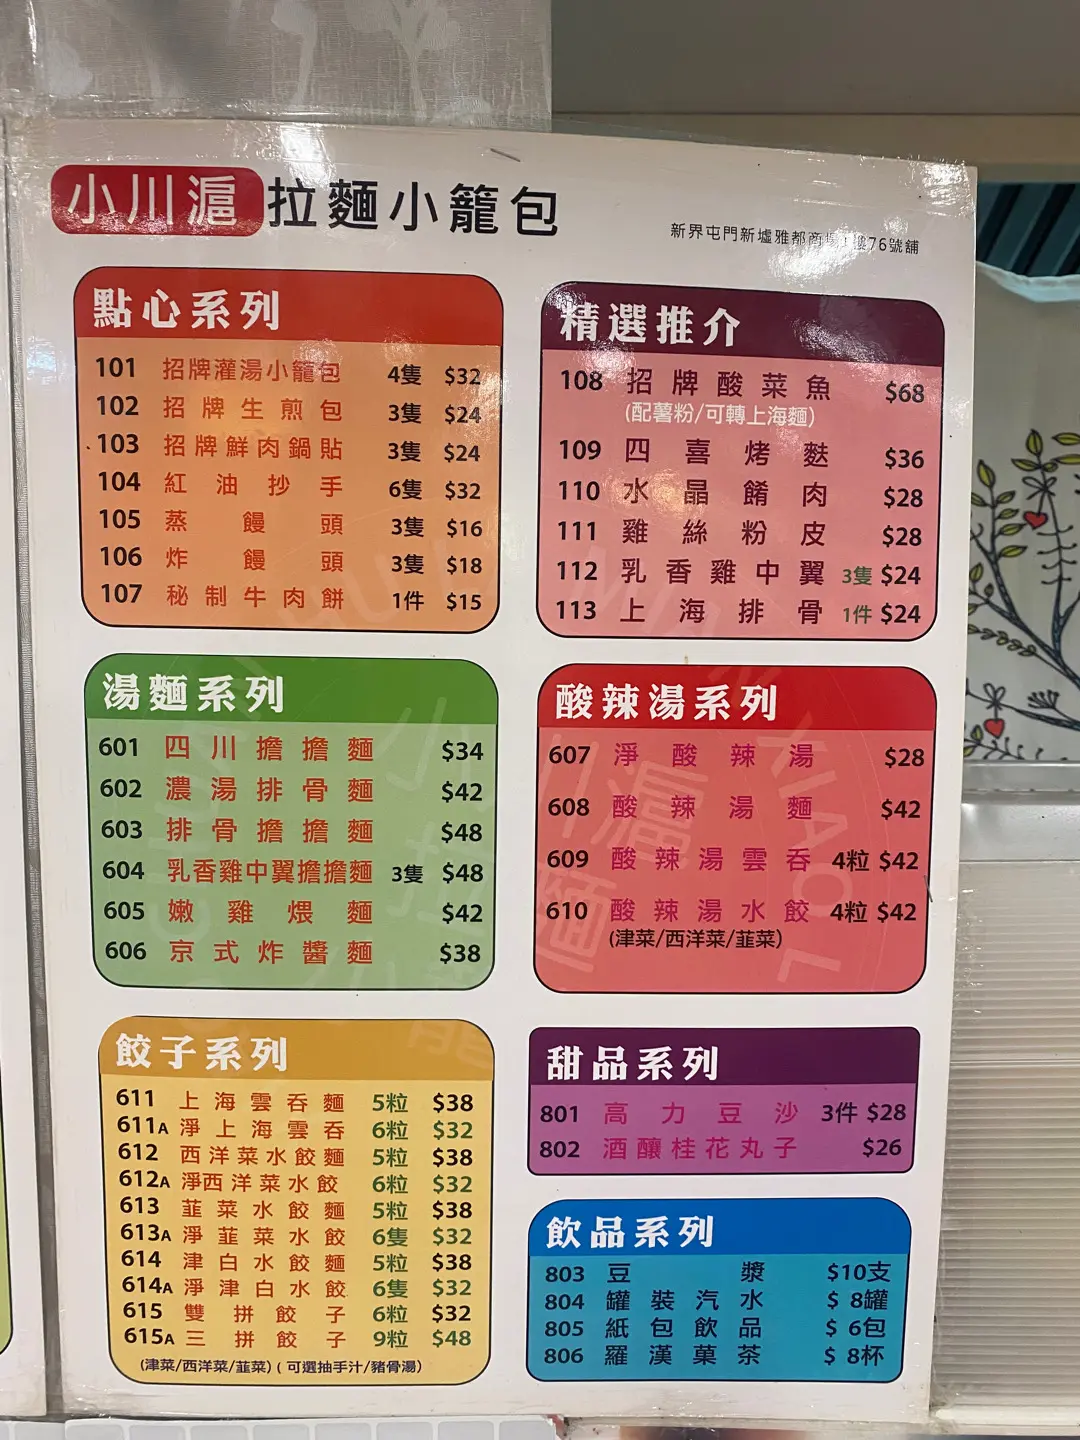 小川滬 拉麵小籠包
新界屯門新墟雅都商場1樓76號舖
點心系列
101 招牌灌湯小籠包 4隻 $32
102 招牌生煎包 3隻 $24
103 招牌鮮肉鍋貼 3隻 $24
104 紅油抄手 6隻 $32
105 蒸饅頭 3隻 $16
106 炸饅頭 3隻 $18
107 秘制牛肉餅 1件 $15
精選推介
108 招牌酸菜魚 $68
(配薯粉/可轉上海麵)
109 四喜烤麩 $36
110 水晶餚肉 $28
111 雞絲粉皮 $28
112 乳香雞中翼 3隻 $24
113 上海排骨 1件 $24
湯麵系列
601 四川擔擔麵 $34
602 濃湯排骨麵 $42
603 排骨擔擔麵 $48
604 乳香雞中翼擔擔麵 3隻 $48
605 嫩雞煨麵 $42
606 京式炸醬麵 $38
酸辣湯系列
607 淨酸辣湯 $28
608 酸辣湯麵 $42
609 酸辣湯雲吞 4粒 $42
610 酸辣湯水餃 4粒 $42
(津菜/西洋菜/韮菜)
餃子系列
611 上海雲吞麵 5粒 $38
611A 淨上海雲吞 6粒 $32
612 西洋菜水餃麵 5粒 $38
612A 淨西洋菜水餃 6粒 $32
613 韮菜水餃麵 5粒 $38
613A 淨韮菜水餃 6隻 $32
614 津白水餃麵 5粒 $38
614A 淨津白水餃 6隻 $32
615 雙拼餃子 6粒 $32
615A 三拼餃子 9粒 $48
(津菜/西洋菜/韮菜)(可選抽手汁/豬骨湯)
甜品系列
801 高力豆沙 3件 $28
802 酒釀桂花丸子 $26
飲品系列
803 豆漿 $10支
804 罐裝汽水 $ 8罐
805 紙包飲品 $ 6包
806 羅漢菓茶 $ 8杯